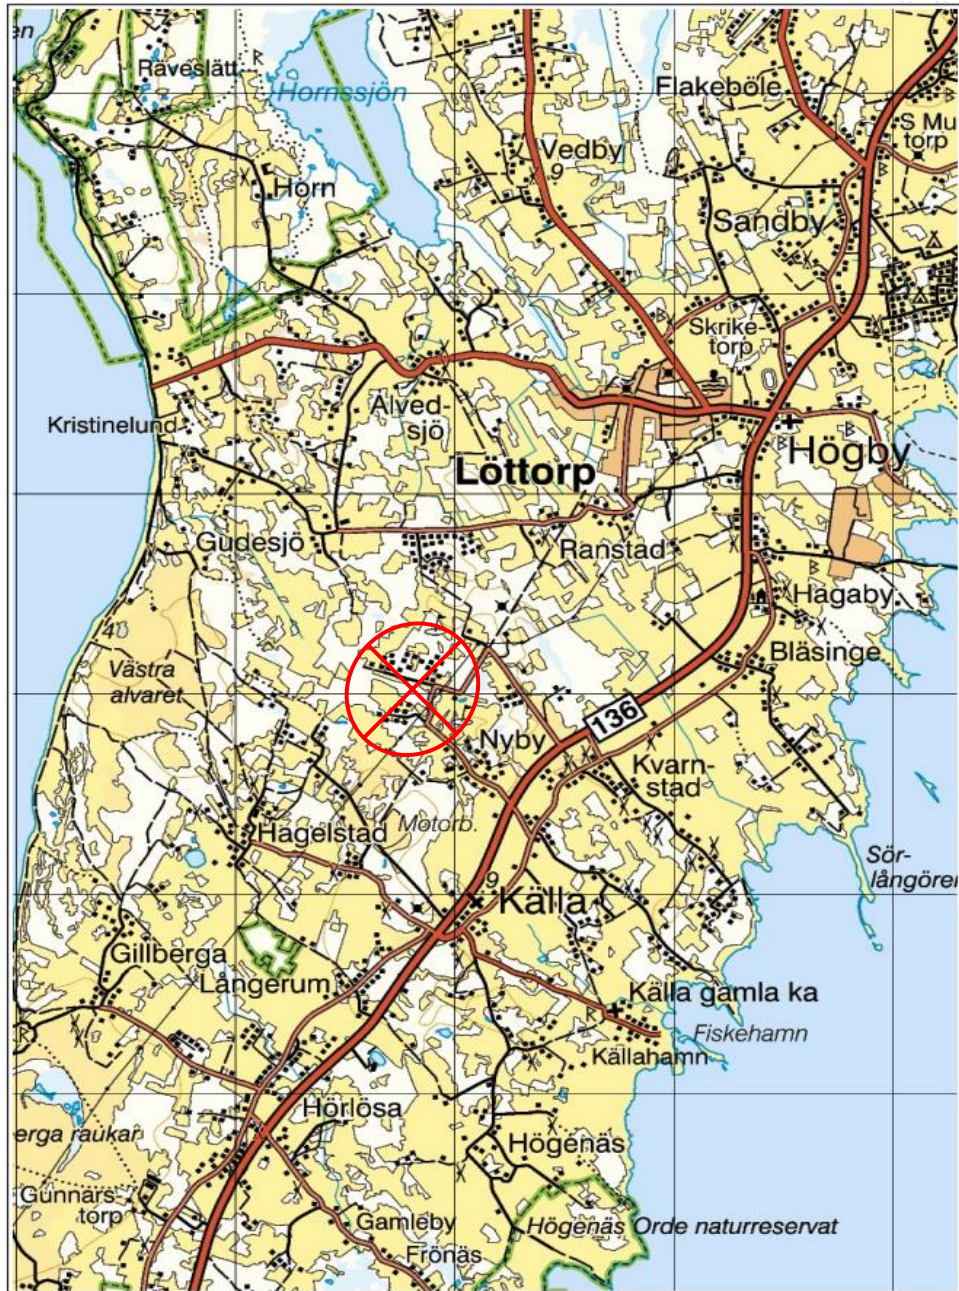 en
Raveslätt
Hornssjön
Flakeböle
S Mu
torp
Vedby
9
Horn
Sandby
Skrike-
torp
Kristinelund
Alved-
sjö
Högby
Löttorp
Gudesjö
Ranstad
Hagaby
4
Västra
alvaret
Bläsinge
136
Nyby
Kvarn-
stad
Hagelstad
Motorb.
Sör-
långören
9
Källa
Gillberga
Långerum
Källa gamla ka
Fiskehamn
Källahamn
Hörlösa
erga raukar
Högenäs
Gunnars-
torp
Gamleby
Högenäs Orde naturreservat
Frönäs